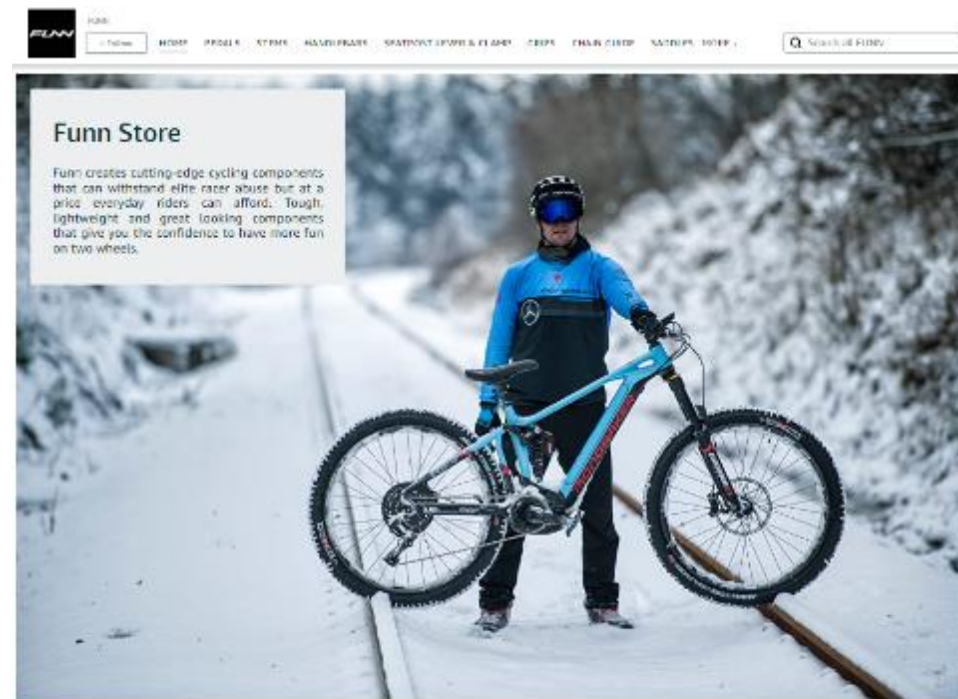 FUNN
FUNN
+ Follow
HOME PEDALS STEMS HANDLEBARS SEATPOST LEVER & CLAMP GRIPS CHAIN GUIDE SADDLES MORE
Search all FUNN
Funn Store
Funn creates cutting-edge cycling components
that can withstand elite racer abuse but at a
price everyday riders can afford. Tough,
lightweight and great looking components
that give you the confidence to have more fun
on two wheels.